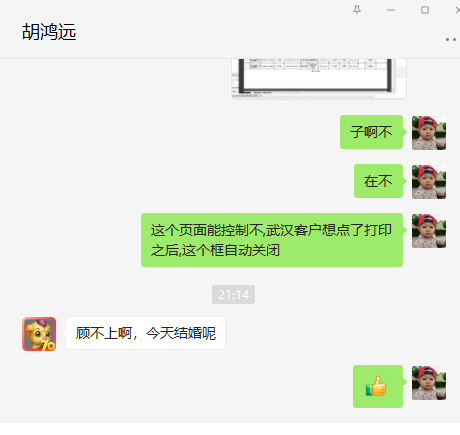 胡鸿远
子啊不
在不
这个页面能控制不,武汉客户想点了打印
之后,这个框自动关闭
21:14
顾不上啊，今天结婚呢